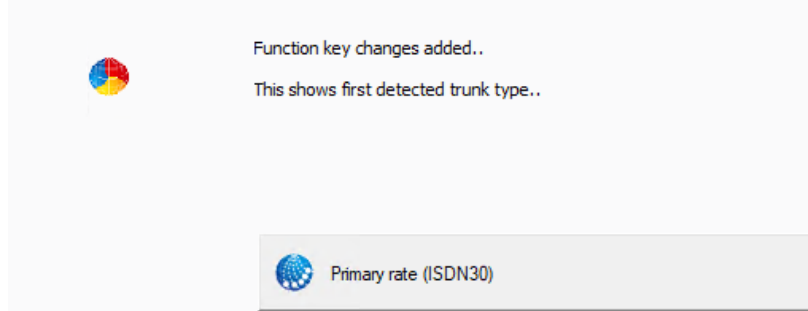 Function key changes added..
This shows first detected trunk type..
Primary rate (ISDN30)